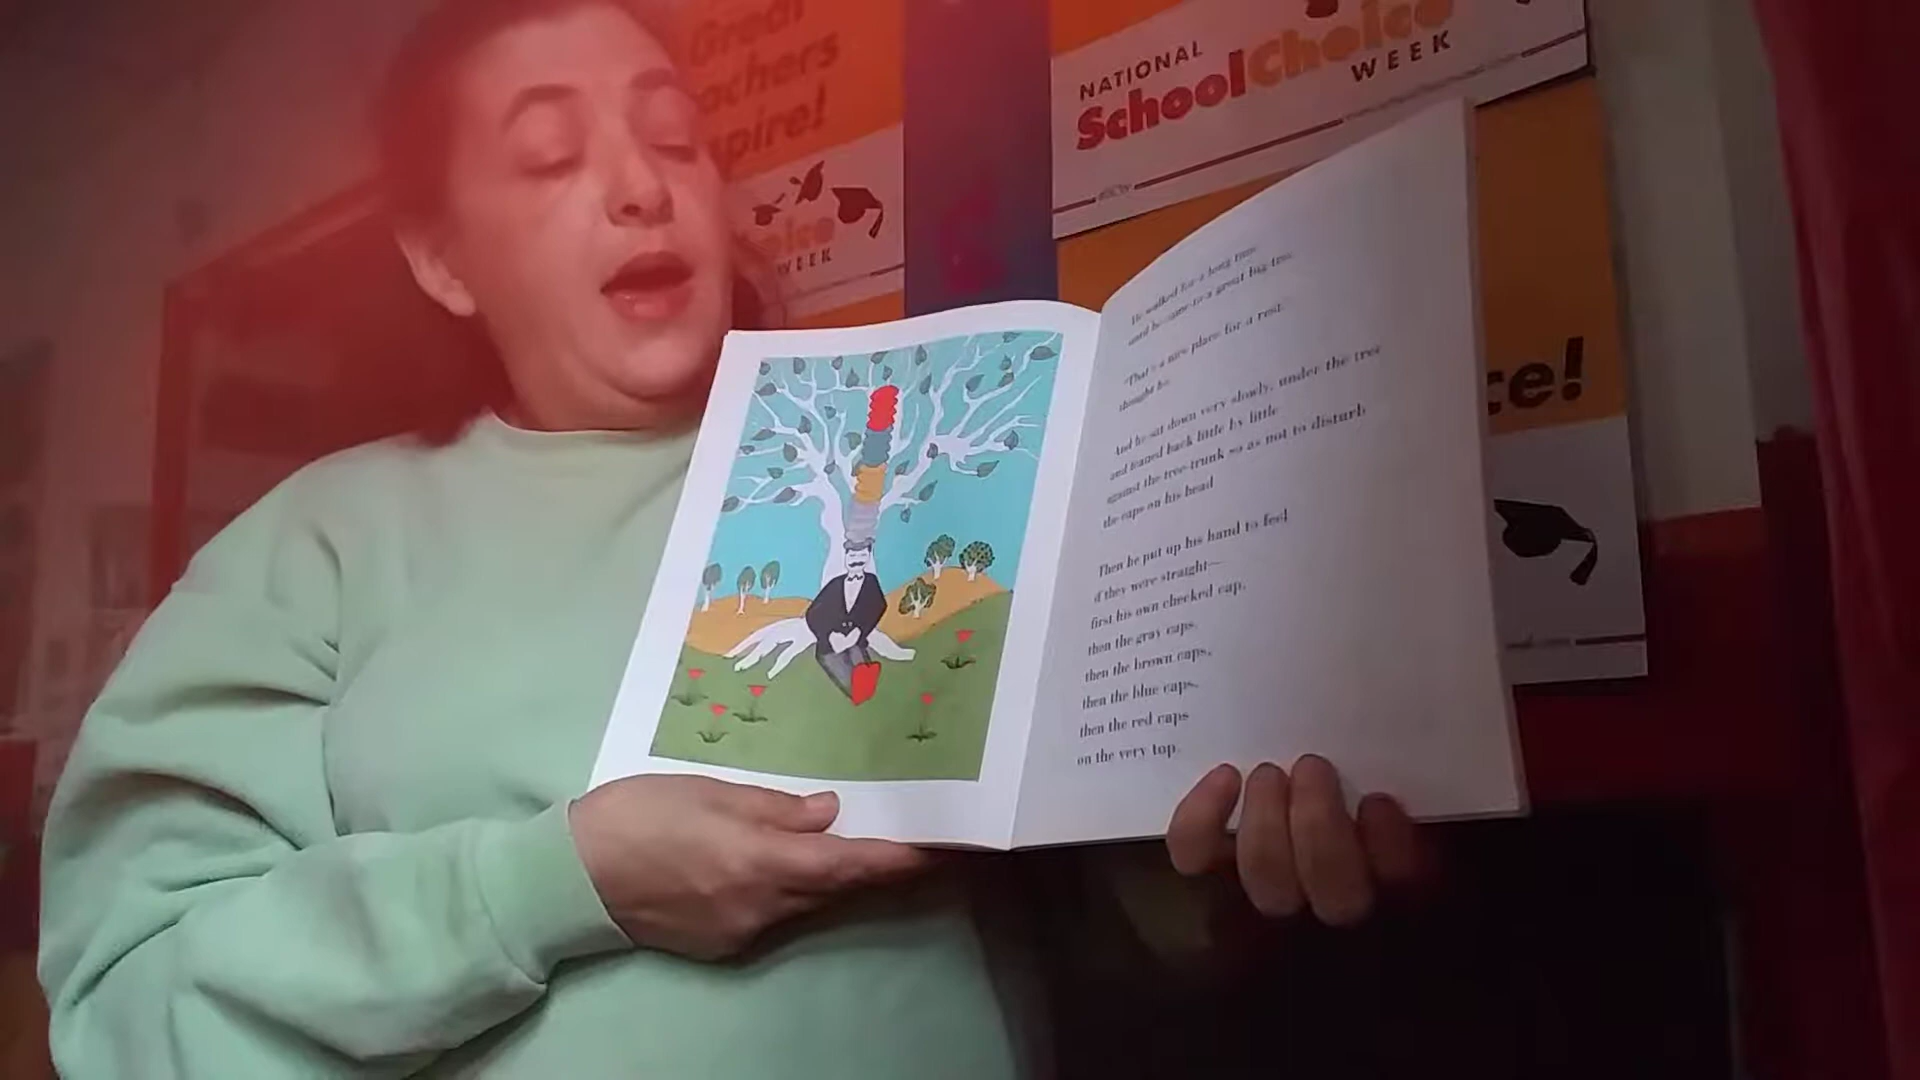 Great
achers
spire!
NATIONAL
SchoolChoice
WEEK
oice
WEEK
ce!
He walked for a long time
until he came to a great big tree.
"That's a nice place for a rest,"
thought he.
And he sat down very slowly, under the tree
and leaned back little by little
against the tree-trunk so as not to disturb
the caps on his head.
Then he put up his hand to feel
if they were straight—
first his own checked cap,
then the gray caps,
then the brown caps,
then the blue caps,
then the red caps
on the very top.